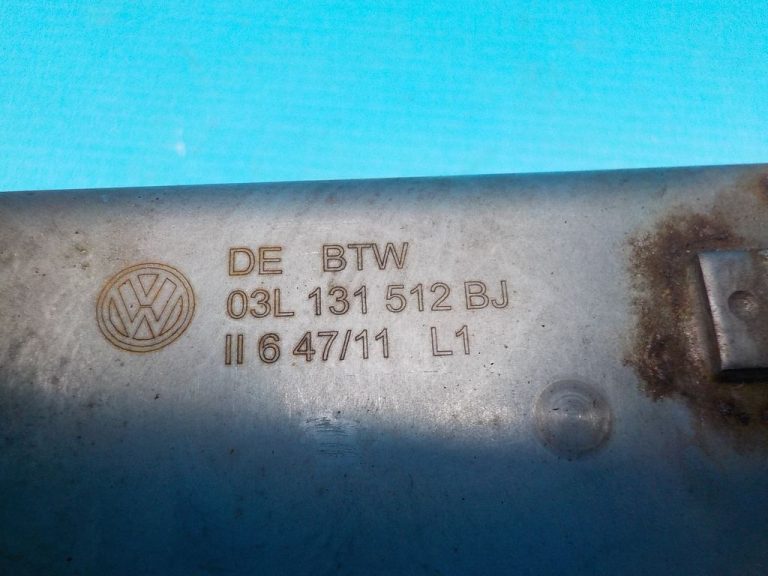 DE BTW
03L 131 512 BJ
II 6 47/11 L1